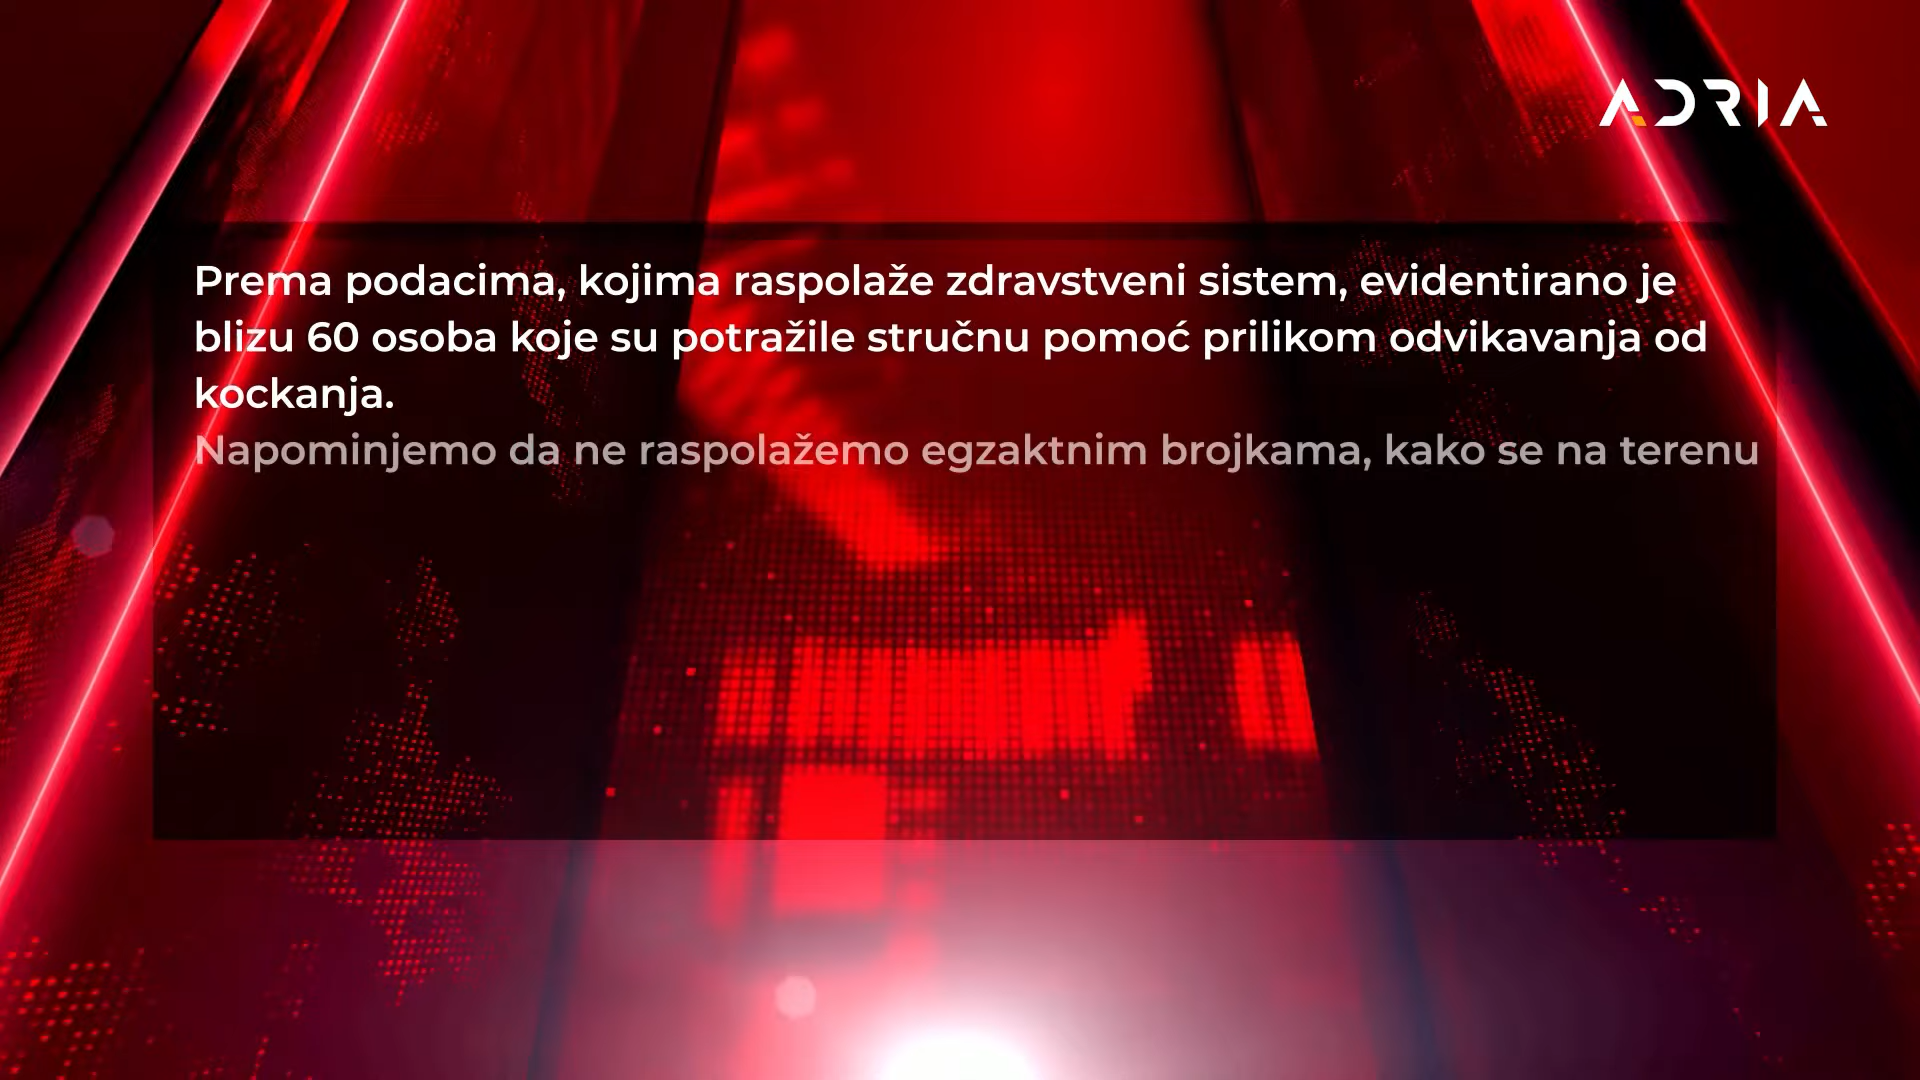 ADRIA
Prema podacima, kojima raspolaže zdravstveni sistem, evidentirano je
blizu 60 osoba koje su potražile stručnu pomoć prilikom odvikavanja od
kockanja.
Napominjemo da ne raspolažemo egzaktnim brojkama, kako se na terenu